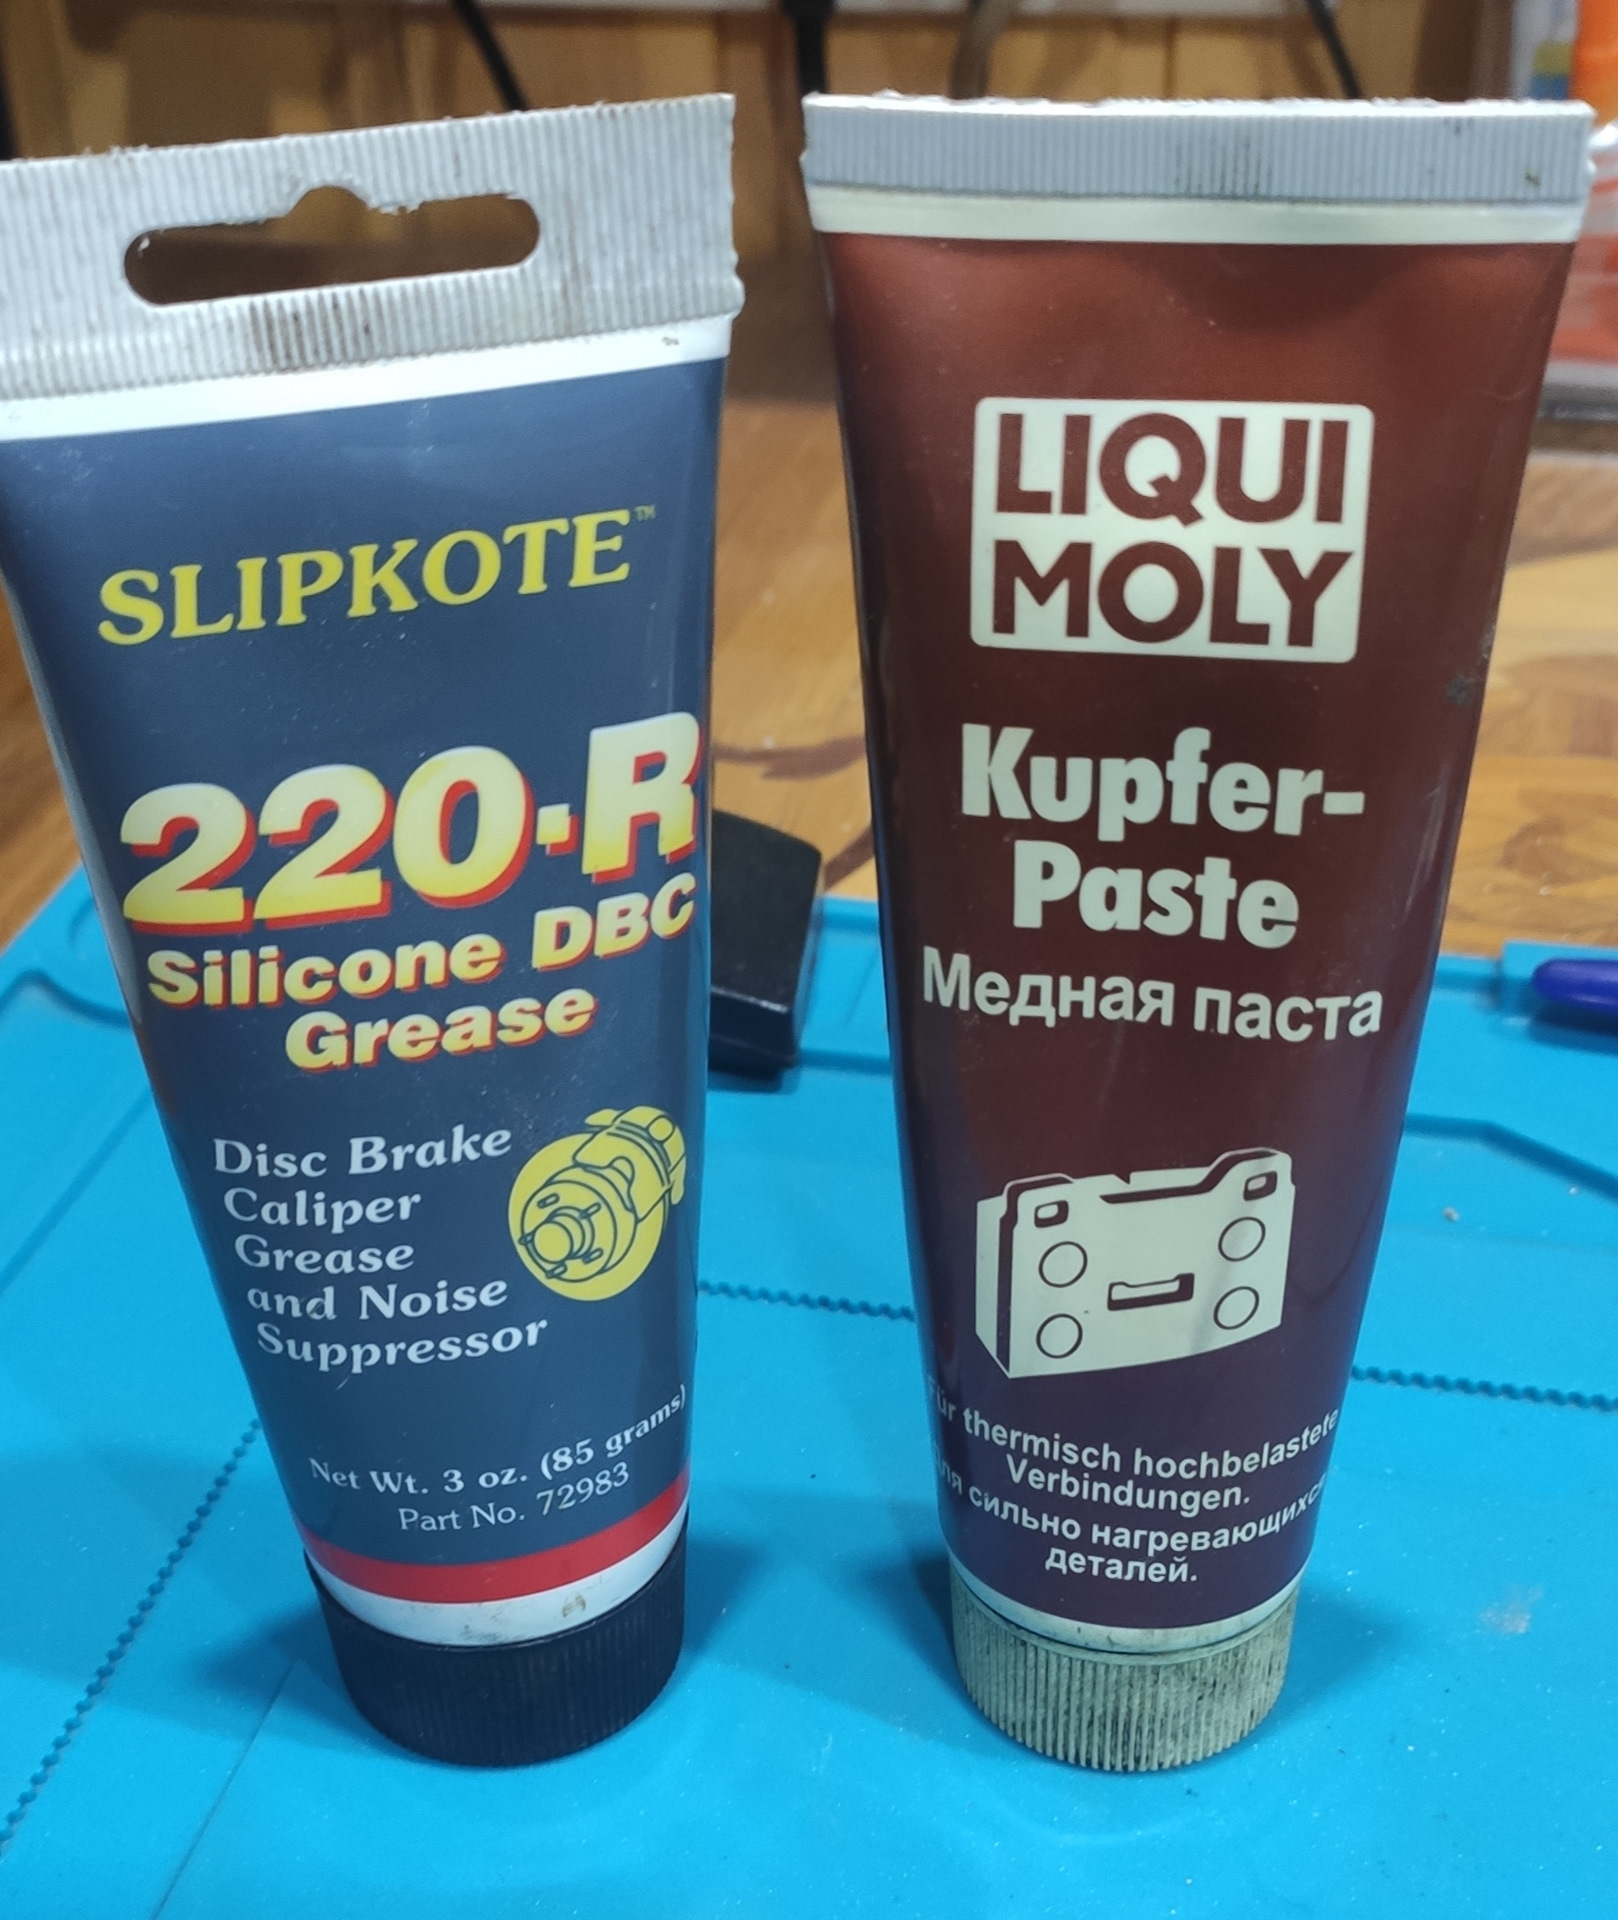 SLIPKOTE™
220-R
Silicone DBC
Grease
Disc Brake
Caliper
Grease
and Noise
Suppressor
Net Wt. 3 oz. (85 grams)
Part No. 72983
LIQUI
MOLY
Kupfer-
Paste
Медная паста
Für thermisch hochbelastete
Verbindungen.
Для сильно нагревающихся
деталей.